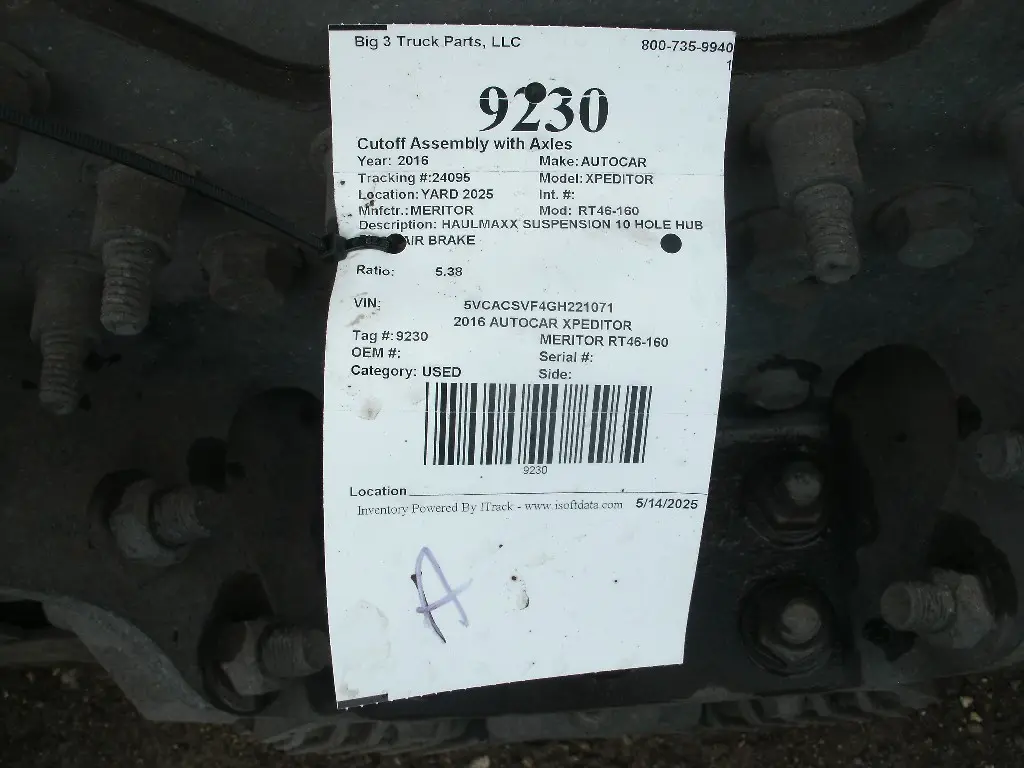 Big 3 Truck Parts, LLC 800-735-9940
1
9230
Cutoff Assembly with Axles
Year: 2016 Make: AUTOCAR
Tracking #:24095 Model: XPEDITOR
Location: YARD 2025 Int. #:
Mnfctr.: MERITOR Mod: RT46-160
Description: HAULMAXX SUSPENSION 10 HOLE HUB
AIR BRAKE
Ratio: 5.38
VIN: 5VCACSVF4GH221071
2016 AUTOCAR XPEDITOR
Tag #: 9230 MERITOR RT46-160
OEM #: Serial #:
Category: USED Side:
9230
Location
Inventory Powered By ITrack - www.isoftdata.com 5/14/2025
A